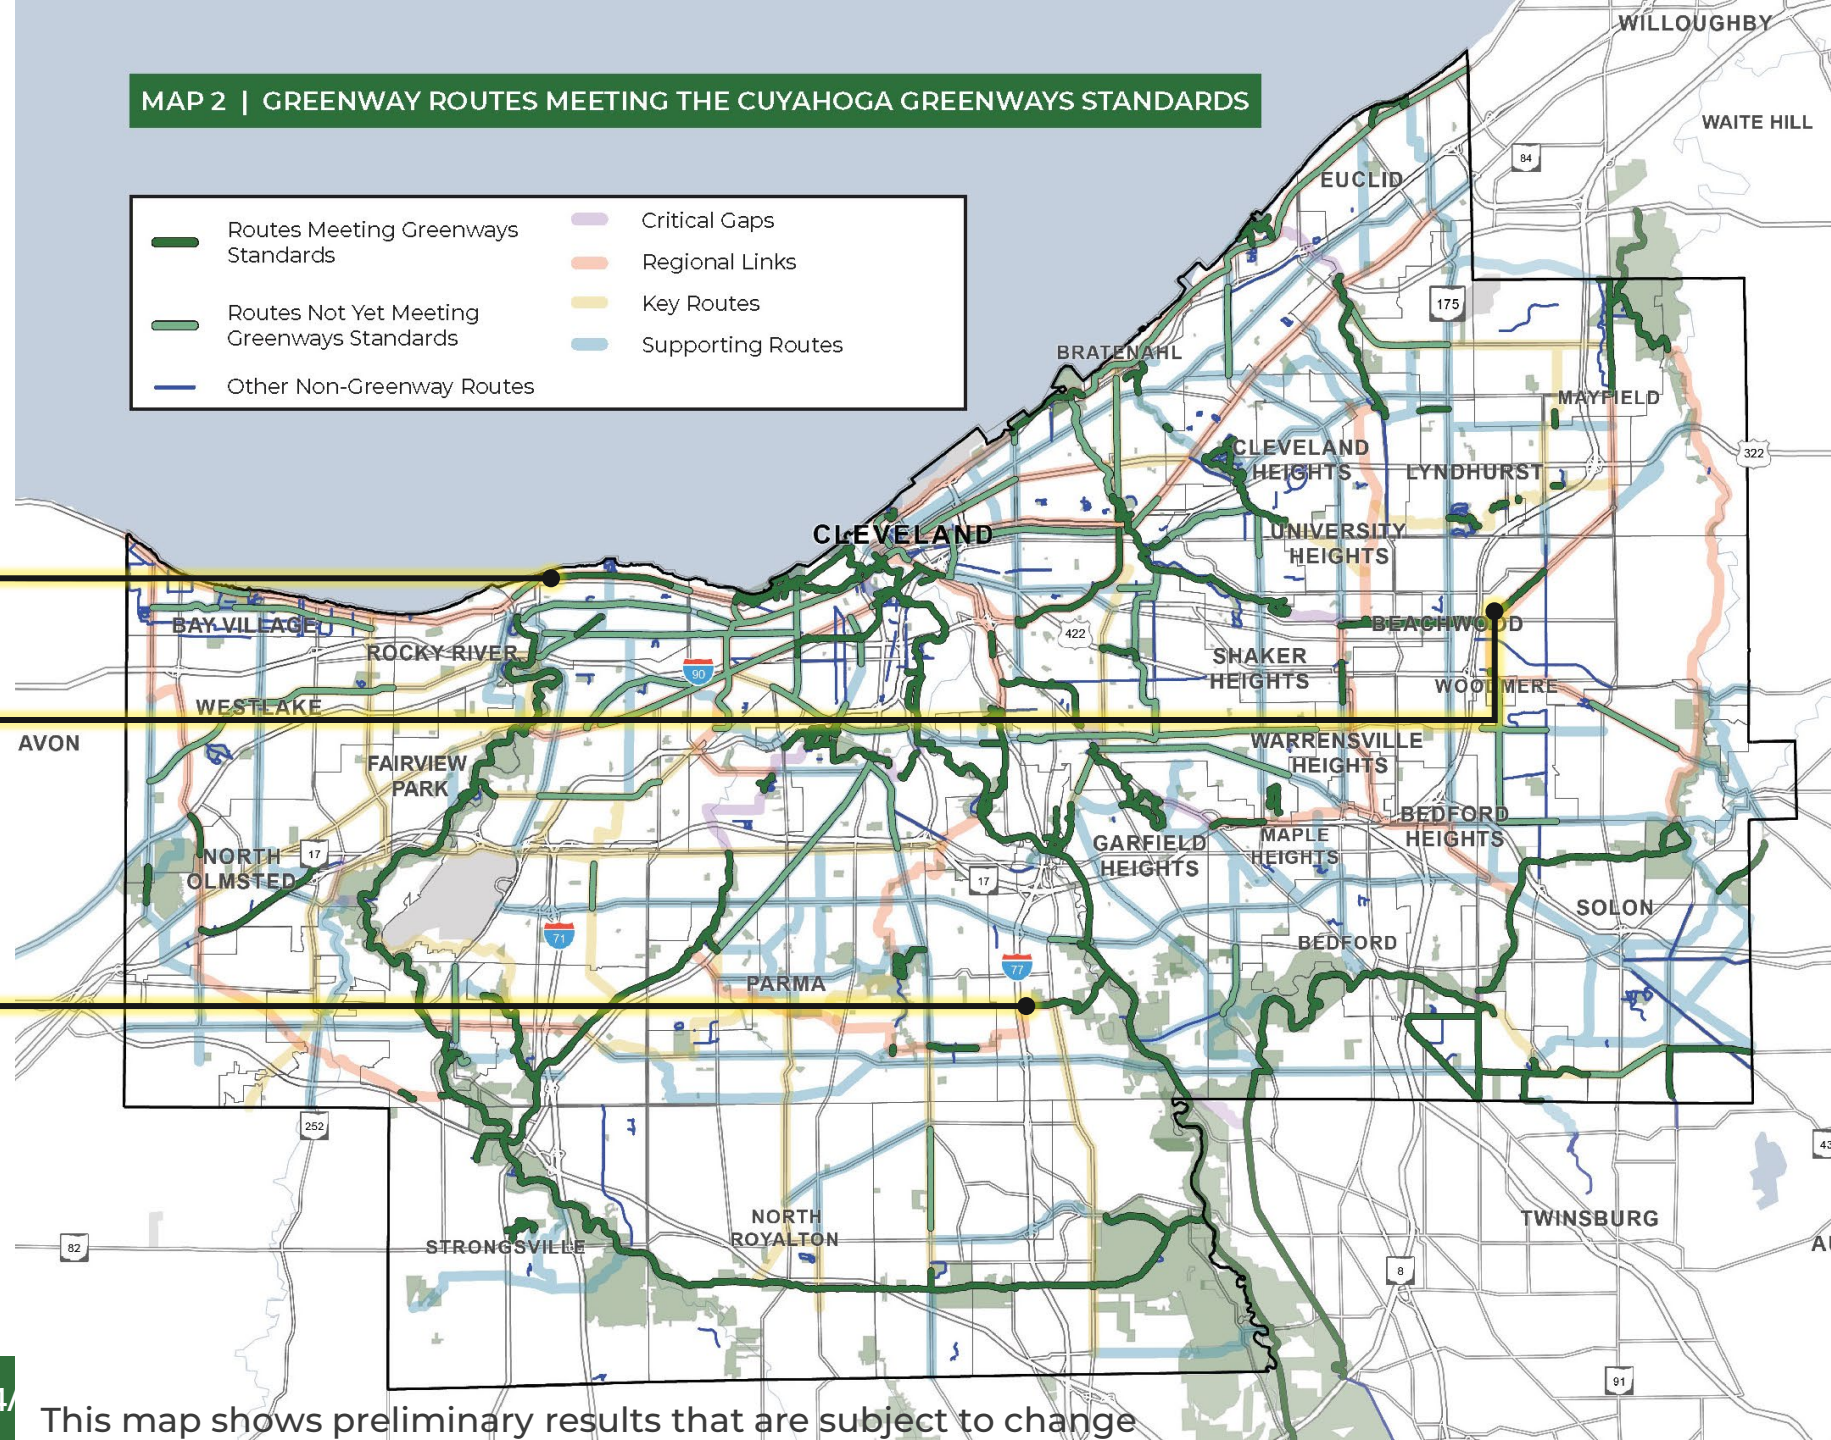 WILLOUGHBY
MAP 2 | GREENWAY ROUTES MEETING THE CUYAHOGA GREENWAYS STANDARDS
WAITE HILL
84
EUCLID
Routes Meeting Greenways
Standards
Routes Not Yet Meeting
Greenways Standards
Other Non-Greenway Routes
Critical Gaps
Regional Links
Key Routes
Supporting Routes
175
BRATENAHL
MAYFIELD
CLEVELAND
HEIGHTS
LYNDHURST
322
CLEVELAND
UNIVERSITY
HEIGHTS
BAY VILLAGE
BEACHWOOD
422
ROCKY RIVER
90
SHAKER
HEIGHTS
WOODMERE
WESTLAKE
AVON
WARRENSVILLE
HEIGHTS
FAIRVIEW
PARK
BEDFORD
HEIGHTS
MAPLE
HEIGHTS
GARFIELD
HEIGHTS
NORTH
OLMSTED
17
17
SOLON
71
BEDFORD
77
PARMA
252
43
NORTH
ROYALTON
TWINSBURG
STRONGSVILLE
82
8
91
This map shows preliminary results that are subject to change